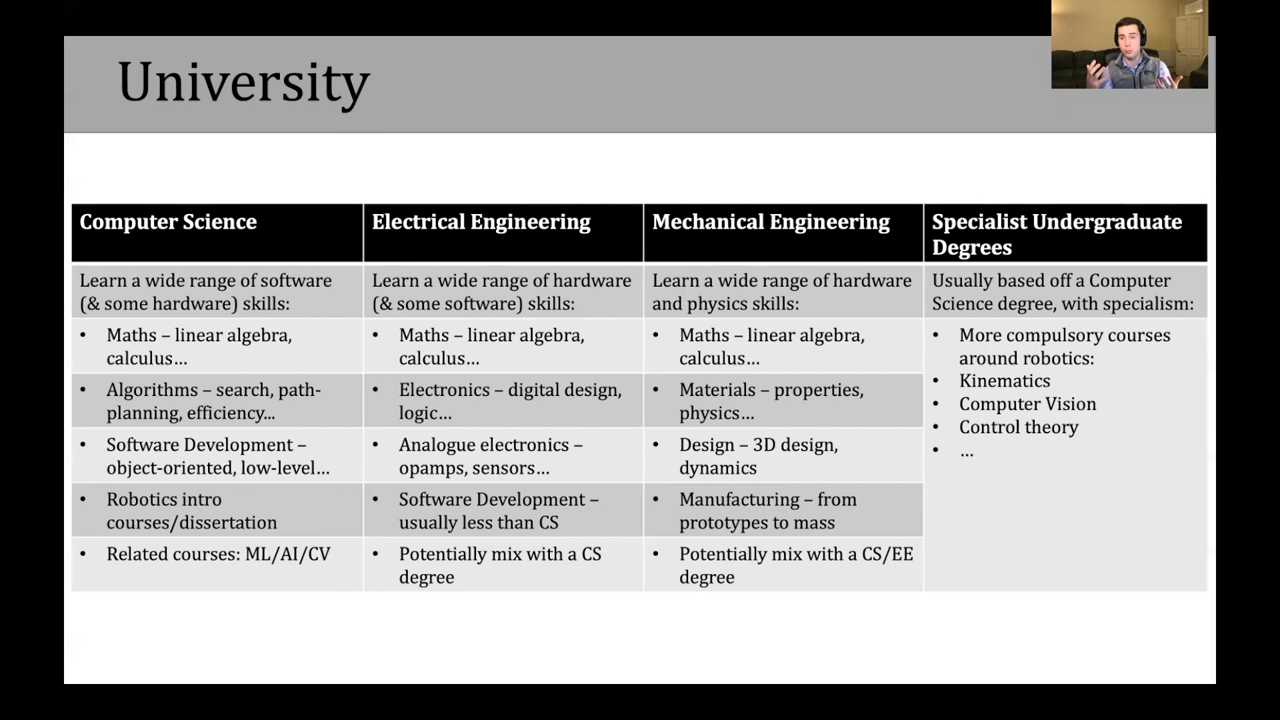 University
Computer Science
Electrical Engineering
Mechanical Engineering
Specialist Undergraduate
Degrees
Learn a wide range of software
(& some hardware) skills:
Learn a wide range of hardware
(& some software) skills:
Learn a wide range of hardware
and physics skills:
Usually based off a Computer
Science degree, with specialism:
• Maths – linear algebra,
calculus…
• Maths – linear algebra,
calculus…
• Maths – linear algebra,
calculus…
• More compulsory courses
around robotics:
• Kinematics
• Computer Vision
• Control theory
• …
• Algorithms – search, path-
planning, efficiency...
• Electronics – digital design,
logic…
• Materials – properties,
physics…
• Software Development –
object-oriented, low-level…
• Analogue electronics –
opamps, sensors…
• Design – 3D design,
dynamics
• Robotics intro
courses/dissertation
• Software Development –
usually less than CS
• Manufacturing – from
prototypes to mass
• Related courses: ML/AI/CV
• Potentially mix with a CS
degree
• Potentially mix with a CS/EE
degree